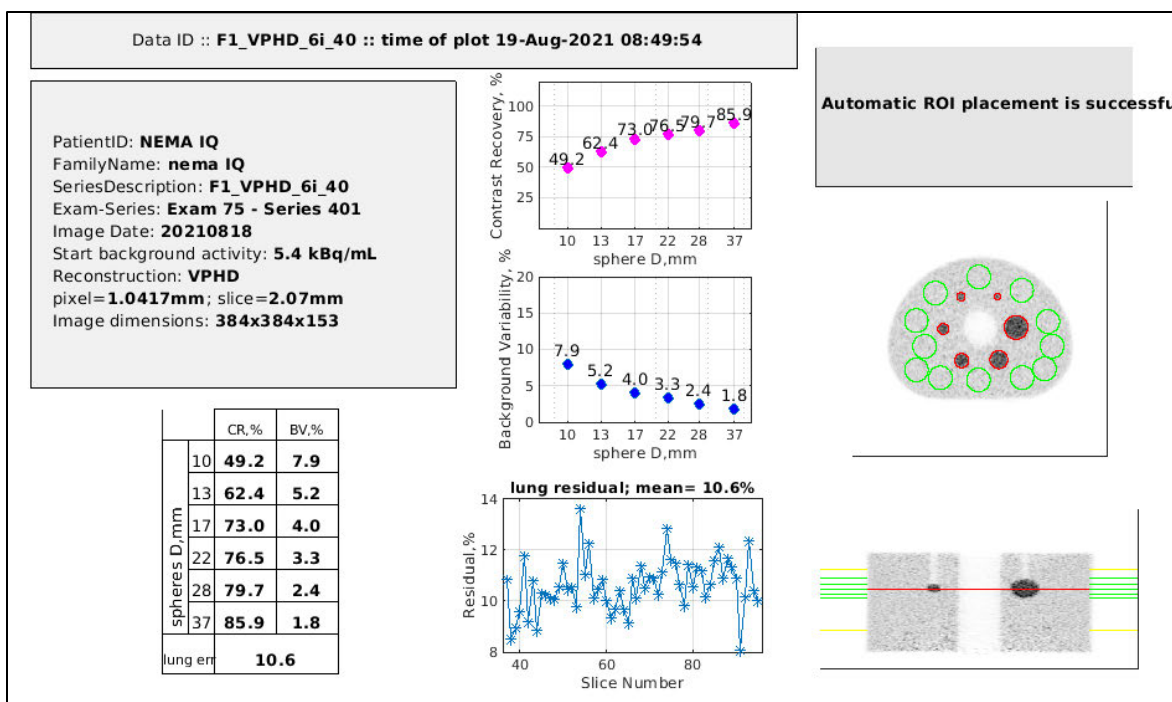 Data ID :: F1_VPHD_6i_40 :: time of plot 19-Aug-2021 08:49:54
Automatic ROI placement is successfu
PatientID: NEMA IQ
FamilyName: nema IQ
SeriesDescription: F1_VPHD_6i_40
Exam-Series: Exam 75 - Series 401
Image Date: 20210818
Start background activity: 5.4 kBq/mL
Reconstruction: VPHD
pixel=1.0417mm; slice=2.07mm
Image dimensions: 384x384x153
Contrast Recovery, %
100
75
50
25
49.2 62.4 73.0 76.5 79.7 85.9
10 13 17 22 28 37
sphere D,mm
Background Variability, %
20
15
10
5
0
7.9 5.2 4.0 3.3 2.4 1.8
10 13 17 22 28 37
sphere D,mm
CR,% BV,%
spheres D,mm
10 49.2 7.9
13 62.4 5.2
17 73.0 4.0
22 76.5 3.3
28 79.7 2.4
37 85.9 1.8
lung err 10.6
lung residual; mean= 10.6%
Residual,%
14
12
10
8
40 60 80
Slice Number